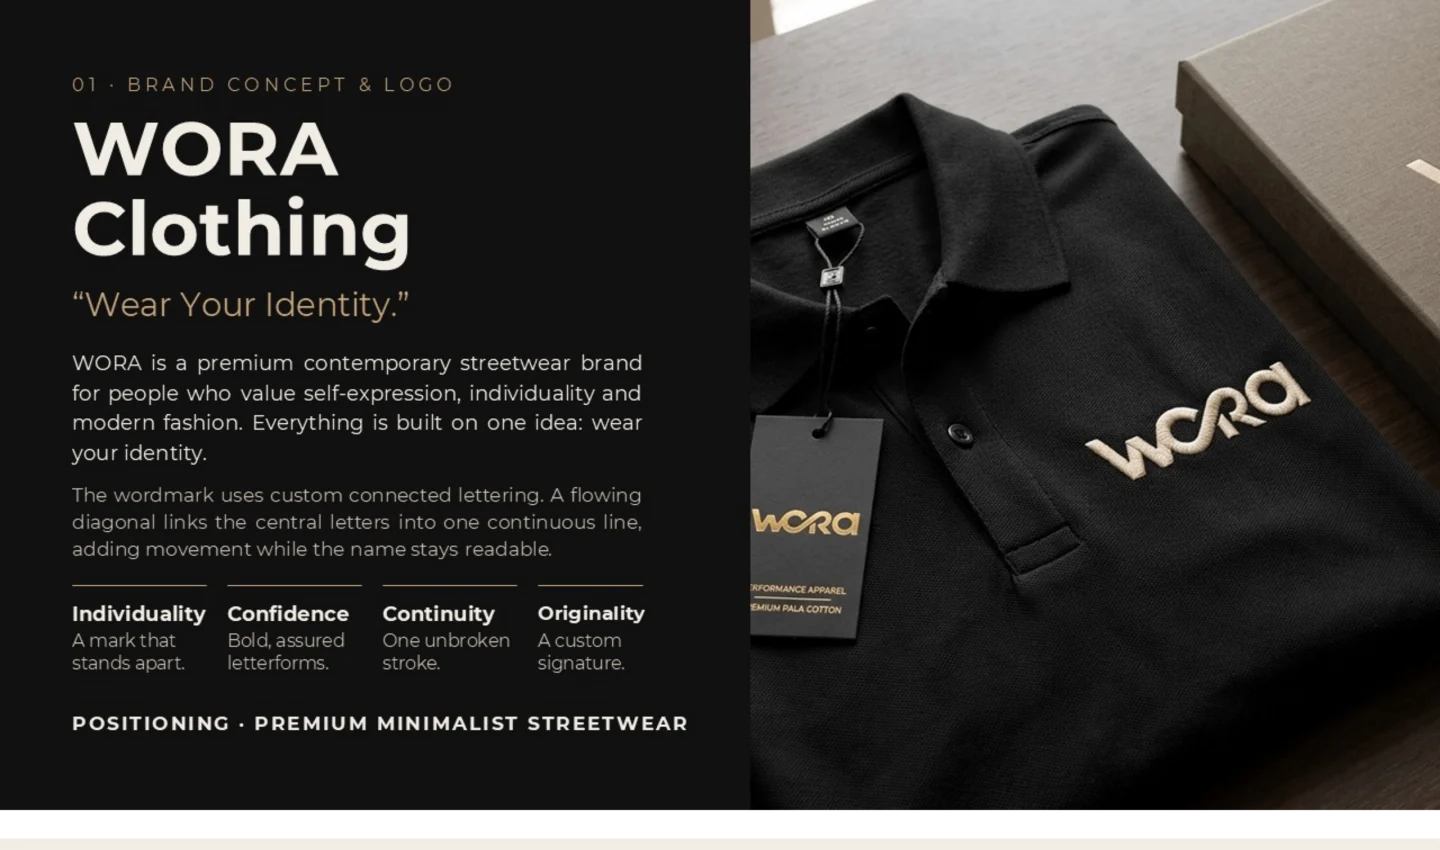 01 · BRAND CONCEPT & LOGO
WORA
Clothing
“Wear Your Identity.”
WORA is a premium contemporary streetwear brand
for people who value self-expression, individuality and
modern fashion. Everything is built on one idea: wear
your identity.
The wordmark uses custom connected lettering. A flowing
diagonal links the central letters into one continuous line,
adding movement while the name stays readable.
Individuality
A mark that
stands apart.
Confidence
Bold, assured
letterforms.
Continuity
One unbroken
stroke.
Originality
A custom
signature.
POSITIONING · PREMIUM MINIMALIST STREETWEAR
wora
wora
ERFORMANCE APPAREL
EMIUM PALA COTTON